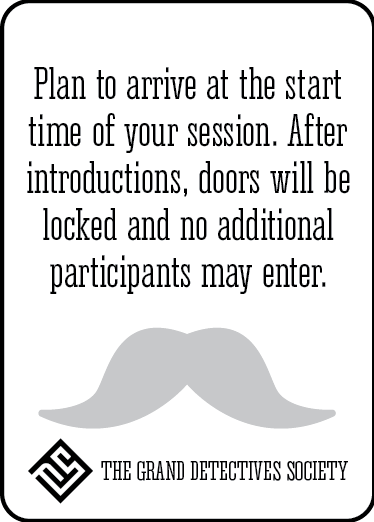 Plan to arrive at the start
time of your session. After
introductions, doors will be
locked and no additional
participants may enter.
THE GRAND DETECTIVES SOCIETY